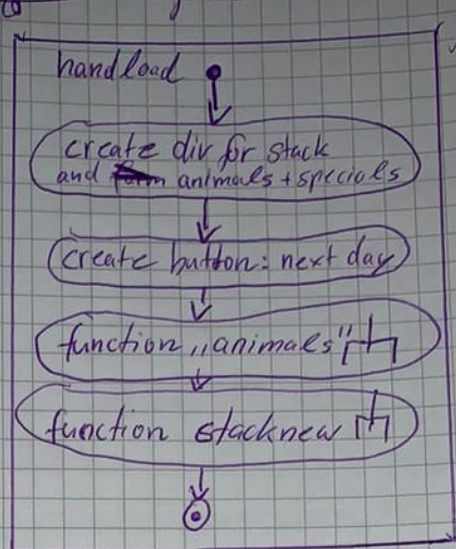 handload
create div for stack
and animals + specials
create button: next day
function „animals"
function stacknew